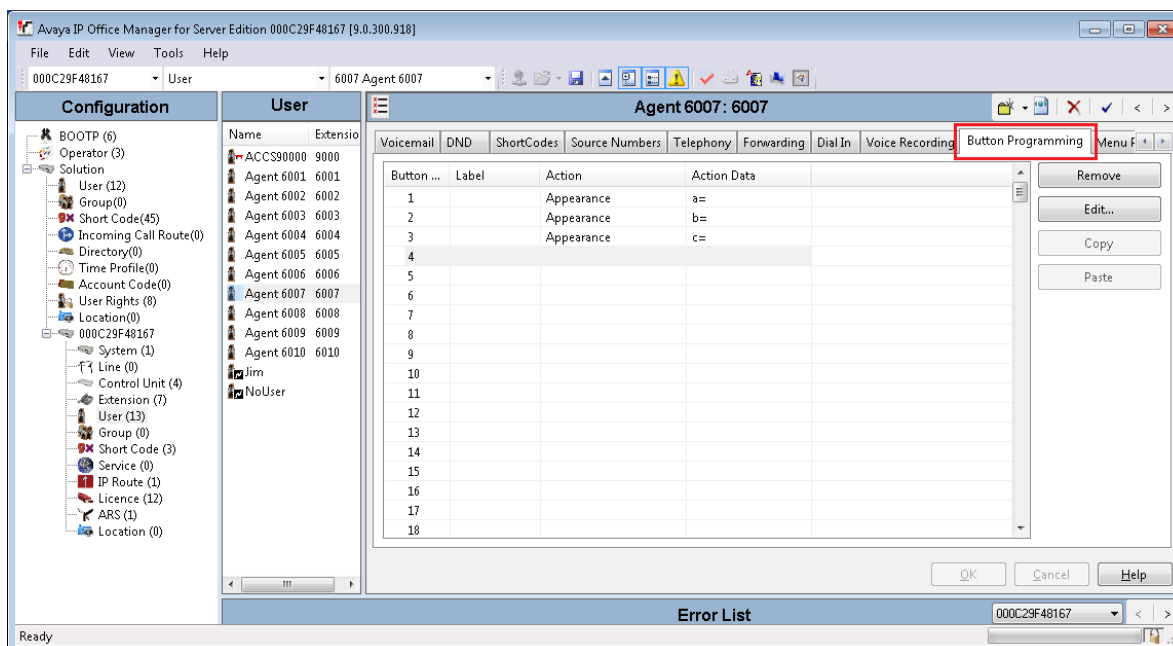 Avaya IP Office Manager for Server Edition 000C29F48167 [9.0.300.918]
File Edit View Tools Help
000C29F48167 User 6007 Agent 6007
Configuration
BOOTP (6)
Operator (3)
Solution
User (12)
Group(0)
Short Code(45)
Incoming Call Route(0)
Directory(0)
Time Profile(0)
Account Code(0)
User Rights (8)
Location(0)
000C29F48167
System (1)
Line (0)
Control Unit (4)
Extension (7)
User (13)
Group (0)
Short Code (3)
Service (0)
IP Route (1)
Licence (12)
ARS (1)
Location (0)
User
Name Extensio
ACCS90000 9000
Agent 6001 6001
Agent 6002 6002
Agent 6003 6003
Agent 6004 6004
Agent 6005 6005
Agent 6006 6006
Agent 6007 6007
Agent 6008 6008
Agent 6009 6009
Agent 6010 6010
Jim
NoUser
Agent 6007: 6007
Voicemail DND ShortCodes Source Numbers Telephony Forwarding Dial In Voice Recording Button Programming Menu P
Button ... Label Action Action Data
1 Appearance a=
2 Appearance b=
3 Appearance c=
4
5
6
7
8
9
10
11
12
13
14
15
16
17
18
Remove
Edit...
Copy
Paste
OK Cancel Help
Error List
000C29F48167
Ready